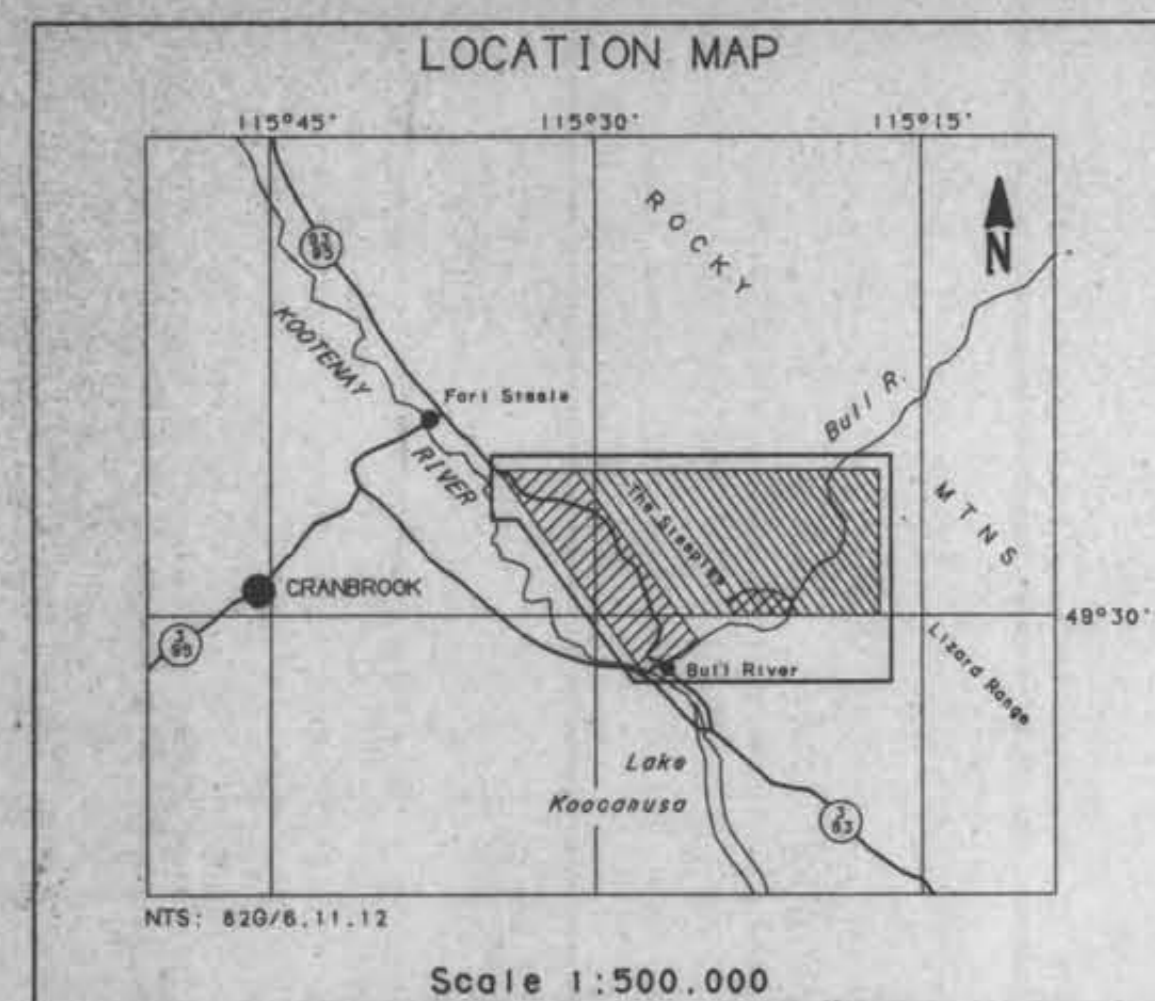 LOCATION MAP
115°45' 115°30' 115°15'
ROCKY
N
93
95
KOOTENAY
Fort Steele
Bull R.
RIVER
The Steeples
MTNS
CRANBROOK
49°30'
3
95
Lizard Range
Bull River
Lake
Koocanusa
3
93
NTS: 82G/6.11.12
Scale 1:500.000